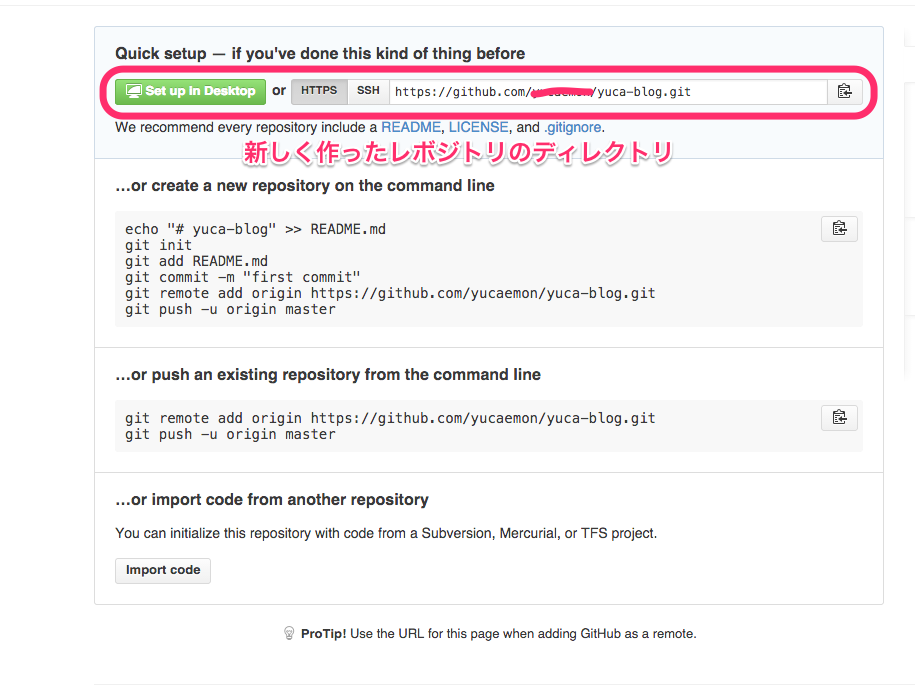 Quick setup — if you've done this kind of thing before
Set up in Desktop or HTTPS SSH https://github.com/ /yuca-blog.git
We recommend every repository include a README, LICENSE, and .gitignore.
新しく作ったレポジトリのディレクトリ
...or create a new repository on the command line
echo "# yuca-blog" >> README.md
git init
git add README.md
git commit -m "first commit"
git remote add origin https://github.com/yucaemon/yuca-blog.git
git push -u origin master
...or push an existing repository from the command line
git remote add origin https://github.com/yucaemon/yuca-blog.git
git push -u origin master
...or import code from another repository
You can initialize this repository with code from a Subversion, Mercurial, or TFS project.
Import code
ProTip! Use the URL for this page when adding GitHub as a remote.